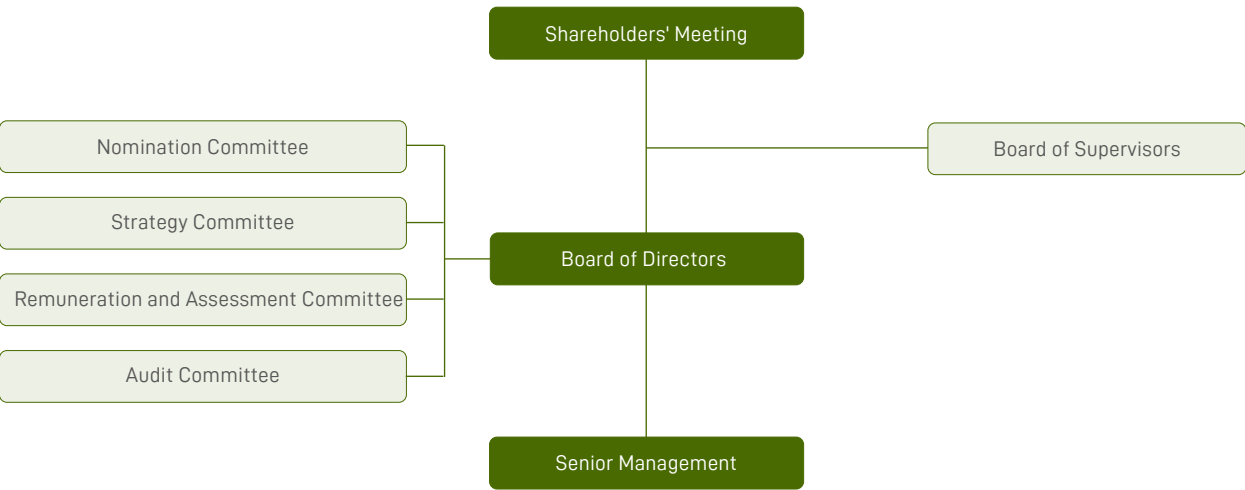 Shareholders' Meeting
Nomination Committee
Board of Supervisors
Strategy Committee
Board of Directors
Remuneration and Assessment Committee
Audit Committee
Senior Management